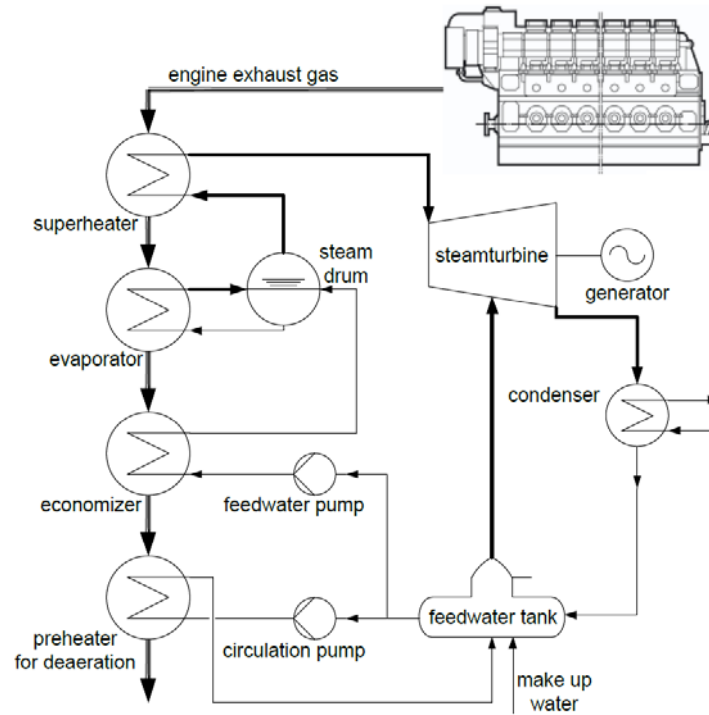 engine exhaust gas
superheater
steam
drum
steamturbine
generator
evaporator
condenser
economizer
feedwater pump
preheater
for deaeration
circulation pump
feedwater tank
make up
water